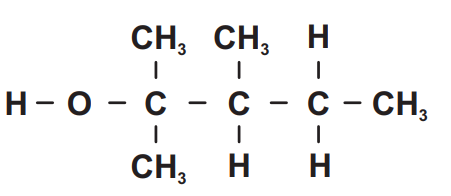 CH₃ CH₃ H
H – O – C – C – C – CH₃
CH₃ H H